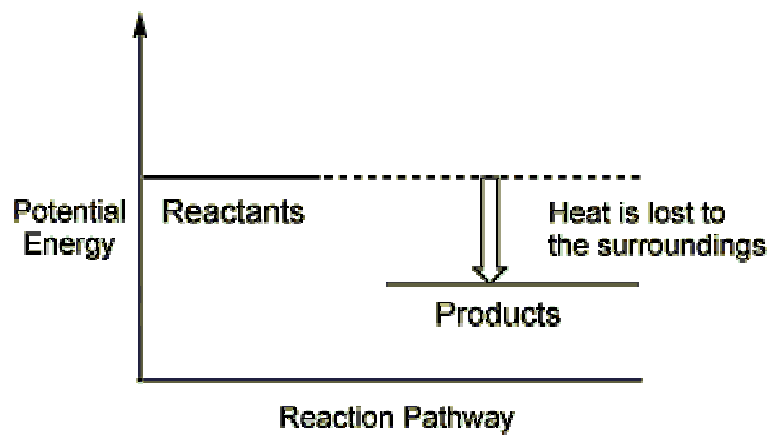 Potential
Energy
Reactants
Heat is lost to
the surroundings
Products
Reaction Pathway